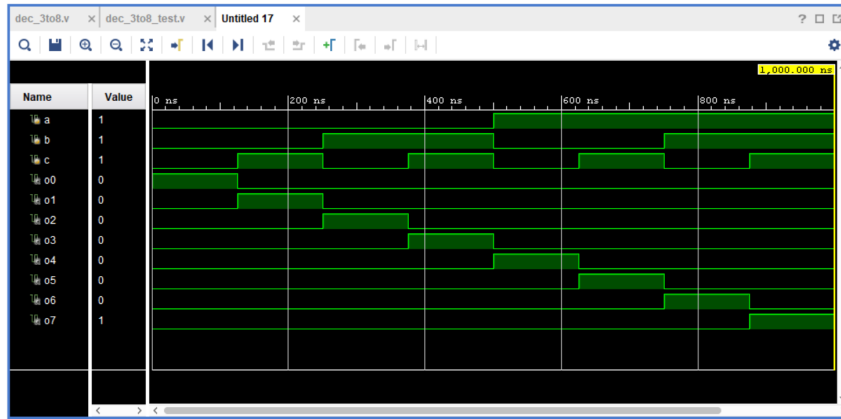 dec_3to8.v × dec_3to8_test.v × Untitled 17 ×
1,000.000 ns
Name Value 0 ns 200 ns 400 ns 600 ns 800 ns
a 1
b 1
c 1
o0 0
o1 0
o2 0
o3 0
o4 0
o5 0
o6 0
o7 1